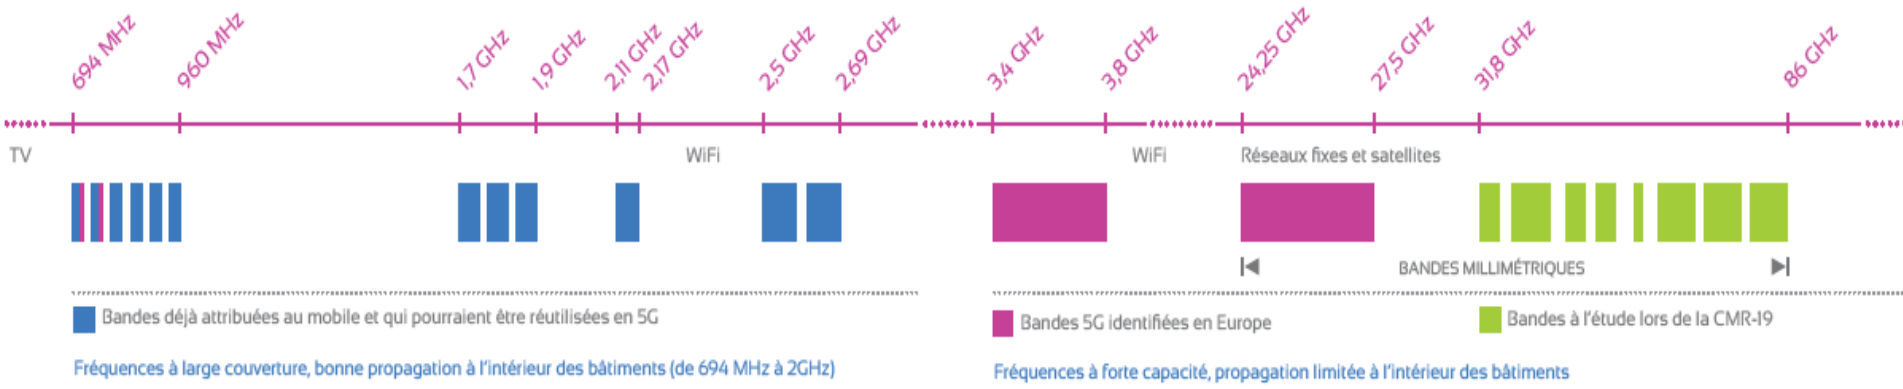 694 MHz
960 MHz
1,7 GHz
1,9 GHz
2,11 GHz
2,17 GHz
2,5 GHz
2,69 GHz
3,4 GHz
3,8 GHz
24,25 GHz
27,5 GHz
31,8 GHz
86 GHz
TV
WiFi
WiFi
Réseaux fixes et satellites
BANDES MILLIMÉTRIQUES
Bandes déjà attribuées au mobile et qui pourraient être réutilisées en 5G
Bandes 5G identifiées en Europe
Bandes à l'étude lors de la CMR-19
Fréquences à large couverture, bonne propagation à l'intérieur des bâtiments (de 694 MHz à 2GHz)
Fréquences à forte capacité, propagation limitée à l'intérieur des bâtiments